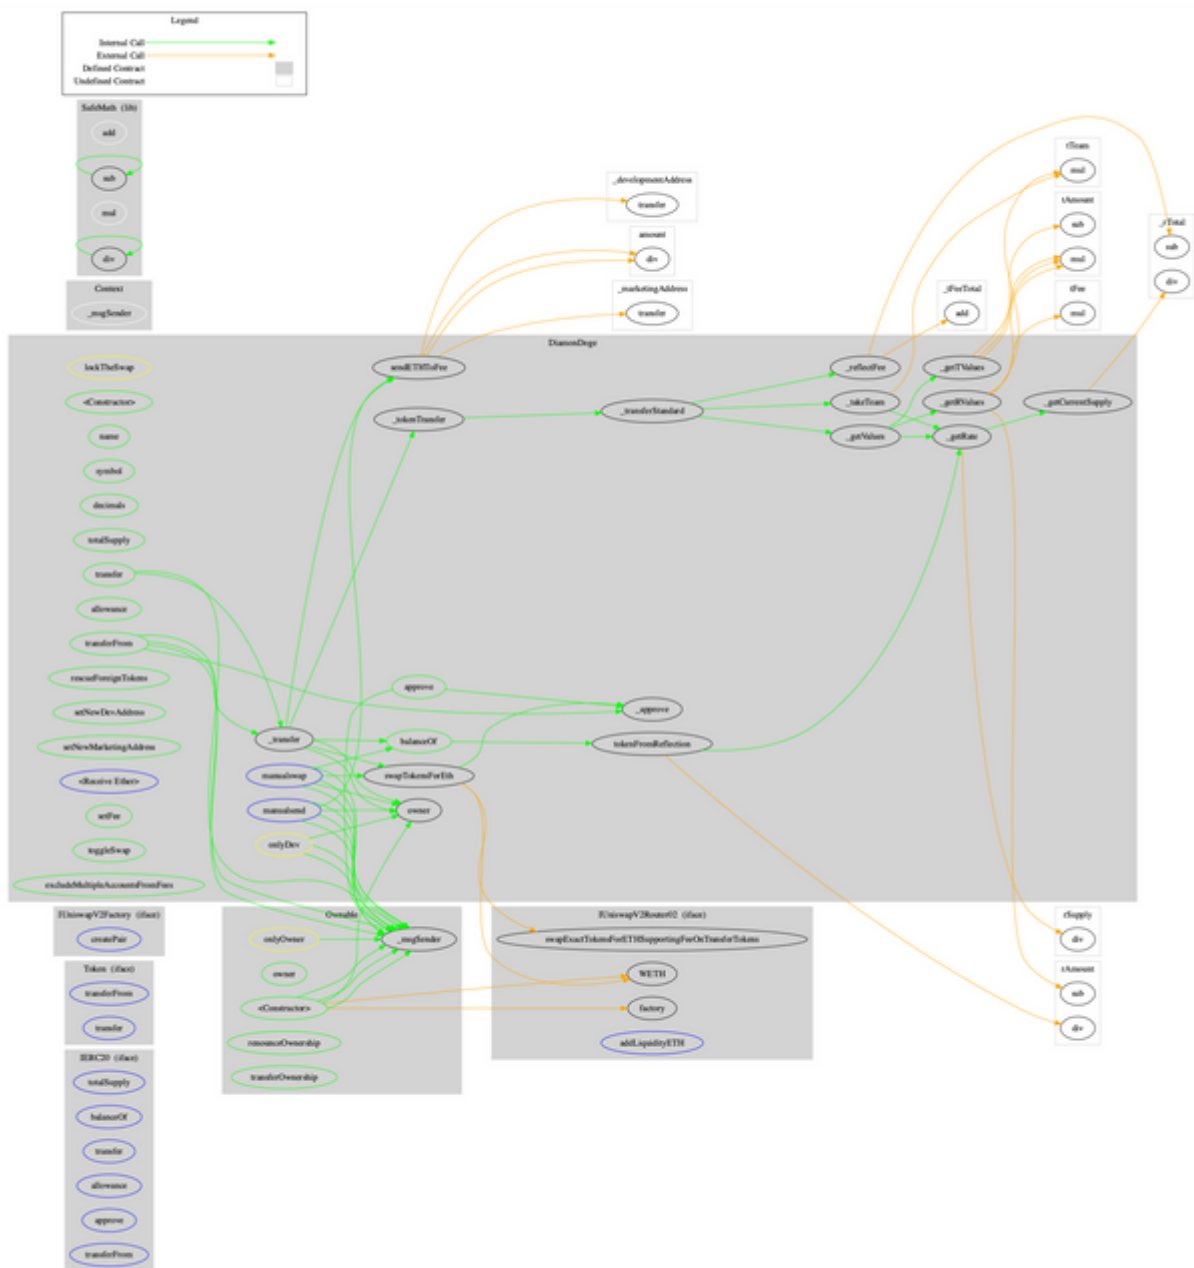 Legend
Internal Call
External Call
Defined Contract
Undefined Contract
SafeMath (lib)
add
sub
mul
div
Context
_msgSender
_developmentAddress
transfer
amount
div
_marketingAddress
transfer
_tFeeTotal
add
tTeam
mul
tAmount
sub
mul
tFee
mul
_tTotal
sub
div
DiamonDoge
lockTheSwap
<Constructor>
name
symbol
decimals
totalSupply
transfer
allowance
transferFrom
rescueForeignTokens
setNewDevAddress
setNewMarketingAddress
<Receive Ether>
setFee
toggleSwap
excludeMultipleAccountsFromFees
_transfer
manualswap
manualsend
onlyDev
sendETHToFee
_tokenTransfer
approve
balanceOf
swapTokensForEth
owner
_transferStandard
_approve
tokenFromReflection
_reflectFee
_takeTeam
_getValues
_getTValues
_getRValues
_getRate
_getCurrentSupply
IUniswapV2Factory (iface)
createPair
Token (iface)
transferFrom
transfer
IERC20 (iface)
totalSupply
balanceOf
transfer
allowance
approve
transferFrom
Ownable
onlyOwner
owner
<Constructor>
renounceOwnership
transferOwnership
_msgSender
IUniswapV2Router02 (iface)
swapExactTokensForETHSupportingFeeOnTransferTokens
WETH
factory
addLiquidityETH
rSupply
div
rAmount
sub
div